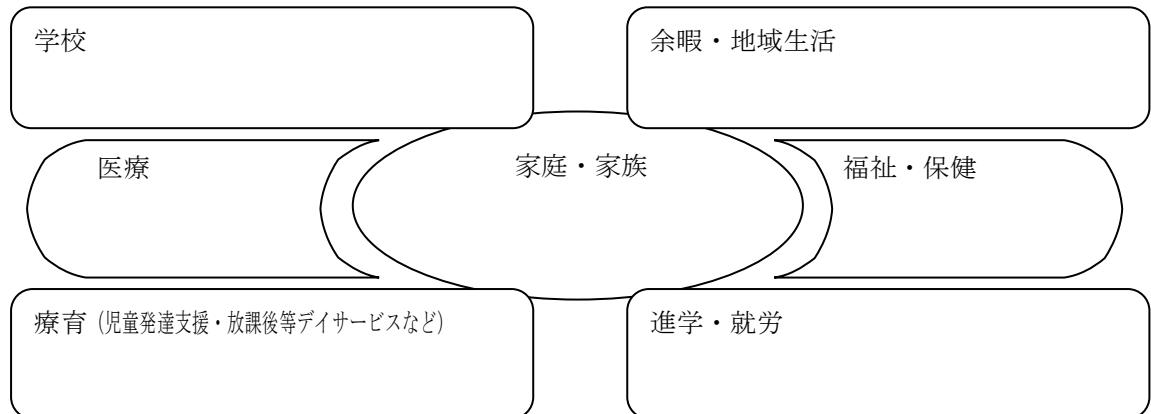 学校
余暇・地域生活
医療
家庭・家族
福祉・保健
療育（児童発達支援・放課後等デイサービスなど）
進学・就労